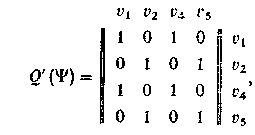 v₁ v₂ v₄ v₅
1 0 1 0 v₁
0 1 0 1 v₂
Q′(Ψ) =
1 0 1 0 v₄
0 1 0 1 v₅
,